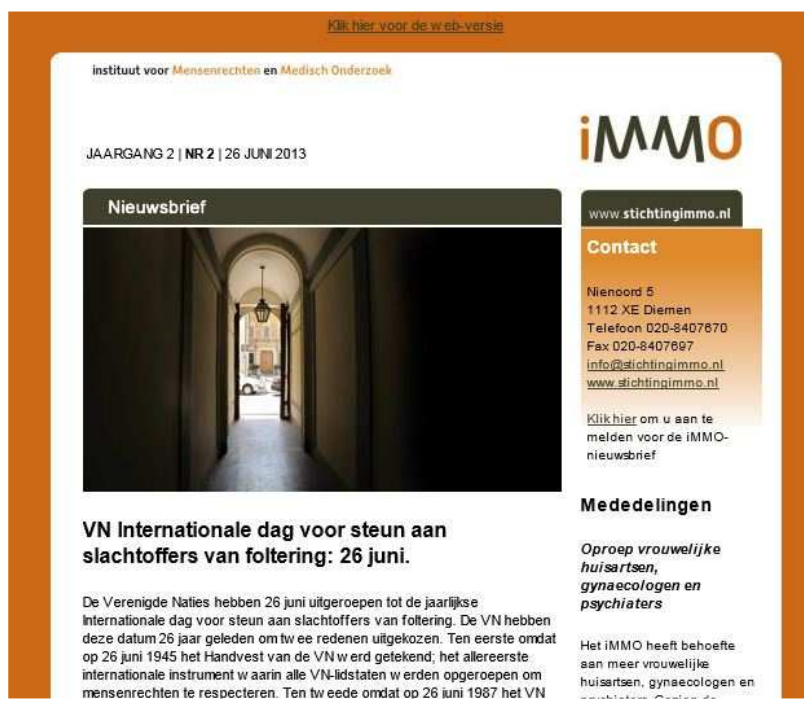 Klik hier voor de web-versie
instituut voor Mensenrechten en Medisch Onderzoek
iMMO
JAARGANG 2 | NR 2 | 26 JUNI 2013
Nieuwsbrief
VN Internationale dag voor steun aan
slachtoffers van foltering: 26 juni.
De Verenigde Naties hebben 26 juni uitgeroepen tot de jaarlijkse
Internationale dag voor steun aan slachtoffers van foltering. De VN hebben
deze datum 26 jaar geleden om twee redenen uitgekozen. Ten eerste omdat
op 26 juni 1945 het Handvest van de VN werd getekend; het allereerste
internationale instrument waarin alle VN-lidstaten werden opgeroepen om
mensenrechten te respecteren. Ten tweede omdat op 26 juni 1987 het VN
www.stichtingimmo.nl
Contact
Nienoord 5
1112 XE Diemen
Telefoon 020-8407670
Fax 020-8407697
info@stichtingimmo.nl
www.stichtingimmo.nl
Klik hier om u aan te
melden voor de iMMO-
nieuwsbrief
Mededelingen
Oproep vrouwelijke
huisartsen,
gynaecologen en
psychiaters
Het iMMO heeft behoefte
aan meer vrouwelijke
huisartsen, gynaecologen en